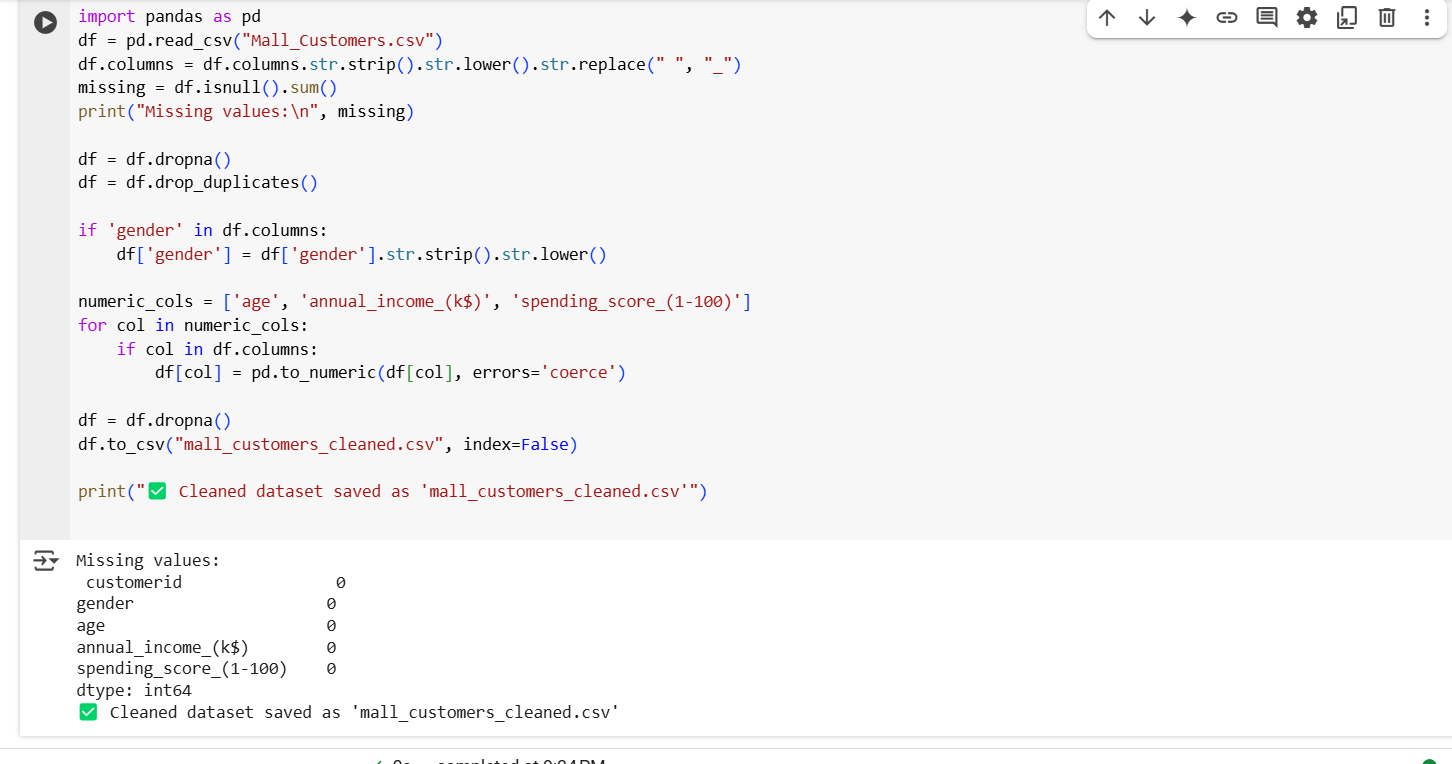 import pandas as pd
df = pd.read_csv("Mall_Customers.csv")
df.columns = df.columns.str.strip().str.lower().str.replace(" ", "_")
missing = df.isnull().sum()
print("Missing values:\n", missing)

df = df.dropna()
df = df.drop_duplicates()

if 'gender' in df.columns:
    df['gender'] = df['gender'].str.strip().str.lower()

numeric_cols = ['age', 'annual_income_(k$)', 'spending_score_(1-100)']
for col in numeric_cols:
    if col in df.columns:
        df[col] = pd.to_numeric(df[col], errors='coerce')

df = df.dropna()
df.to_csv("mall_customers_cleaned.csv", index=False)

print("✅ Cleaned dataset saved as 'mall_customers_cleaned.csv'")

Missing values:
 customerid                0
gender                    0
age                       0
annual_income_(k$)        0
spending_score_(1-100)    0
dtype: int64
✅ Cleaned dataset saved as 'mall_customers_cleaned.csv'